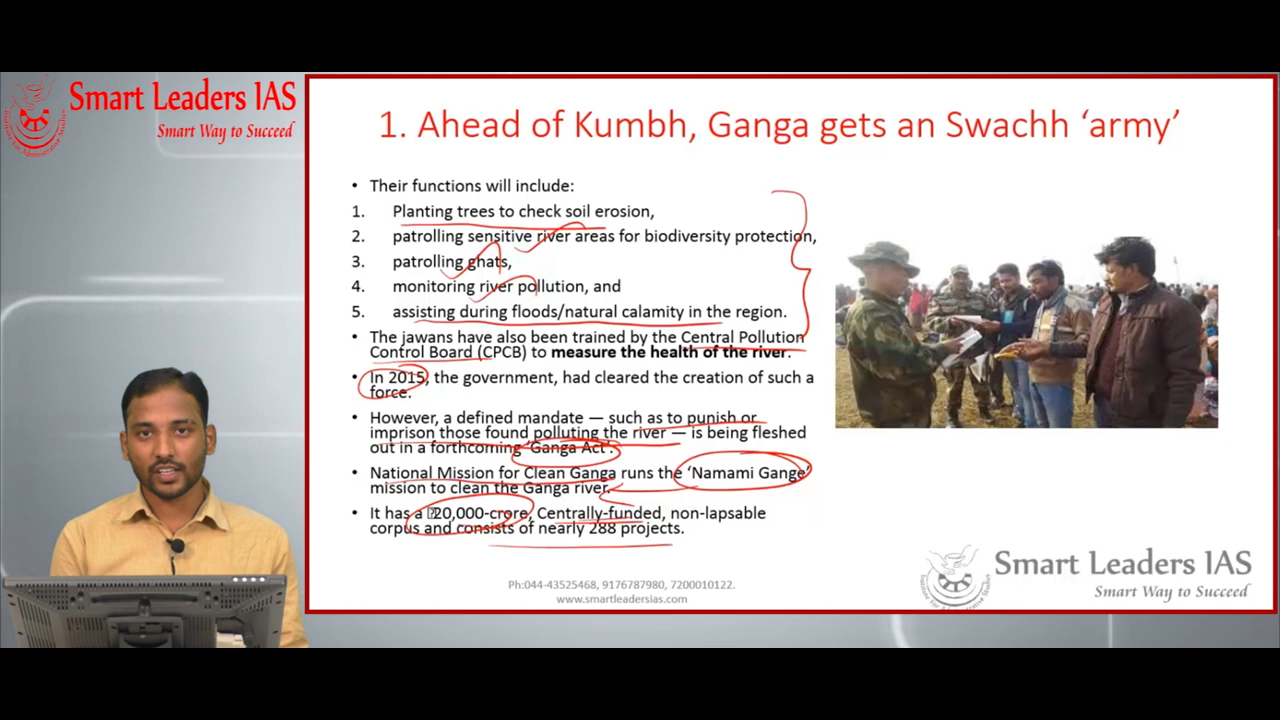 Smart Leaders IAS
Smart Way to Succeed
1. Ahead of Kumbh, Ganga gets an Swachh ‘army’
• Their functions will include:
1. Planting trees to check soil erosion,
2. patrolling sensitive river areas for biodiversity protection,
3. patrolling ghats,
4. monitoring river pollution, and
5. assisting during floods/natural calamity in the region.
• The jawans have also been trained by the Central Pollution
Control Board (CPCB) to measure the health of the river.
• In 2015, the government, had cleared the creation of such a
force.
• However, a defined mandate — such as to punish or
imprison those found polluting the river — is being fleshed
out in a forthcoming ‘Ganga Act’.
• National Mission for Clean Ganga runs the ‘Namami Gange’
mission to clean the Ganga river.
• It has a 20,000-crore, Centrally-funded, non-lapsable
corpus and consists of nearly 288 projects.
Ph:044-43525468, 9176787980, 7200010122.
www.smartleadersias.com
Smart Leaders IAS
Smart Way to Succeed